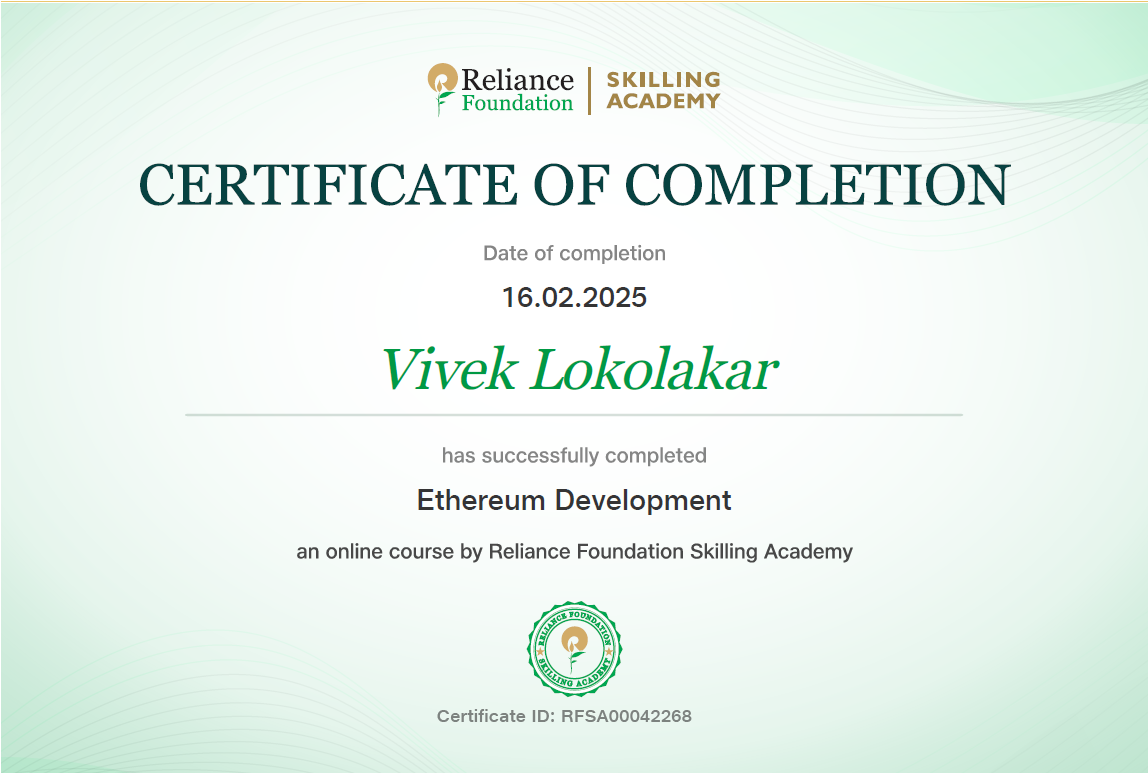 Reliance
Foundation
SKILLING
ACADEMY
CERTIFICATE OF COMPLETION
Date of completion
16.02.2025
Vivek Lokolakar
has successfully completed
Ethereum Development
an online course by Reliance Foundation Skilling Academy
RELIANCE FOUNDATION
SKILLING ACADEMY
Certificate ID: RFSA00042268